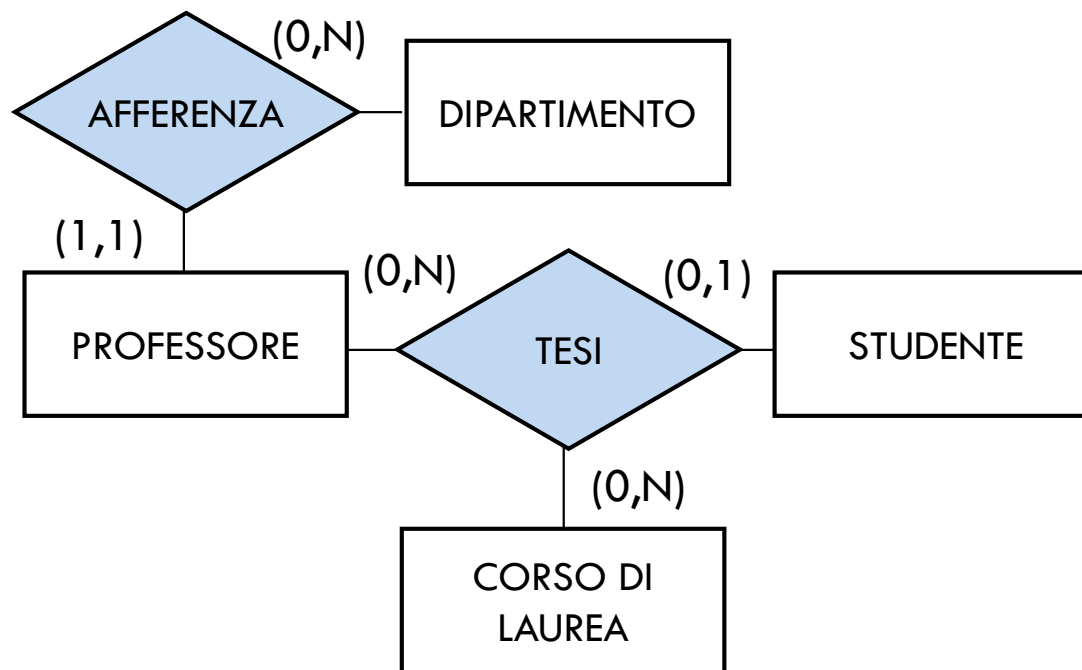 (0,N)
AFFERENZA
DIPARTIMENTO
(1,1)
(0,N)
(0,1)
PROFESSORE
TESI
STUDENTE
(0,N)
CORSO DI
LAUREA